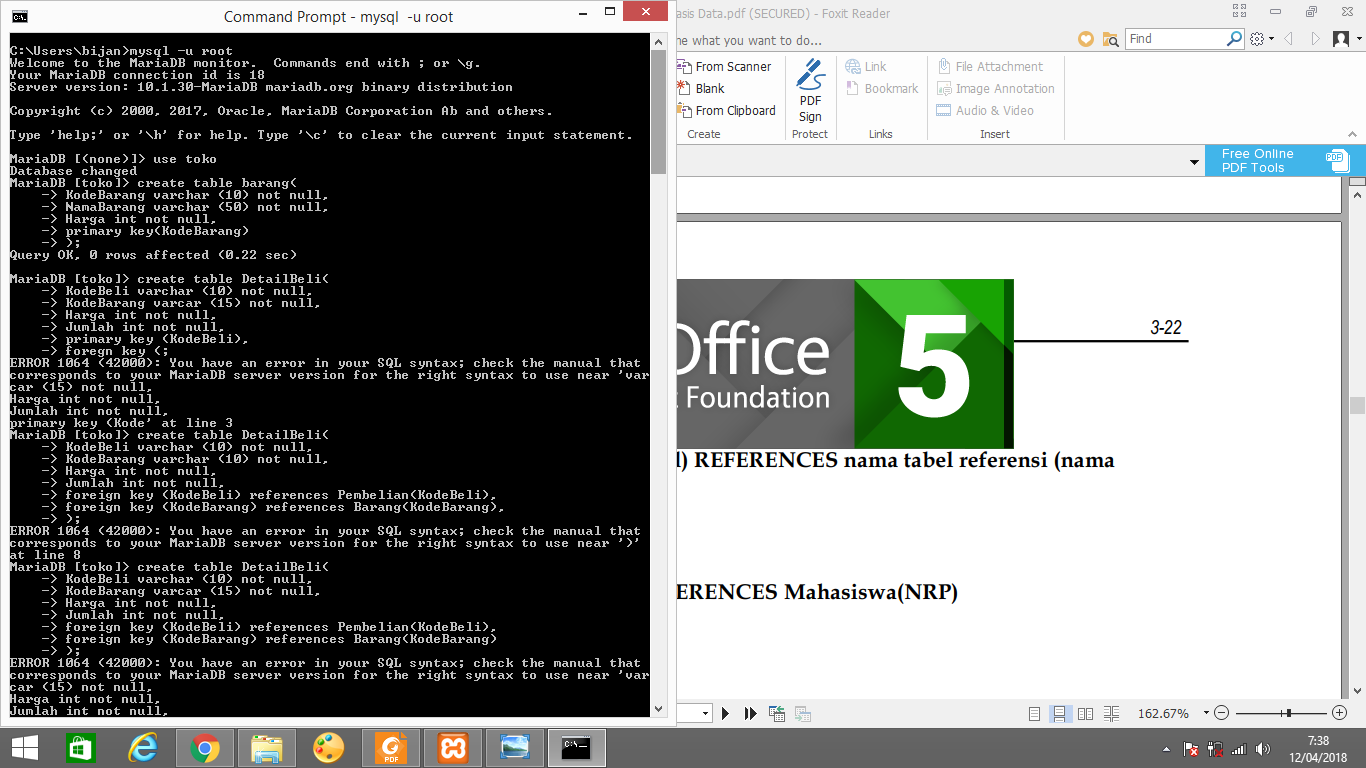 Command Prompt - mysql  -u root
C:\Users\bijan>mysql -u root
Welcome to the MariaDB monitor.  Commands end with ; or \g.
Your MariaDB connection id is 18
Server version: 10.1.30-MariaDB mariadb.org binary distribution
Copyright (c) 2000, 2017, Oracle, MariaDB Corporation Ab and others.
Type 'help;' or '\h' for help. Type '\c' to clear the current input statement.
MariaDB [(none)]> use toko
Database changed
MariaDB [toko]> create table barang(
    -> KodeBarang varchar (10) not null,
    -> NamaBarang varchar (50) not null,
    -> Harga int not null,
    -> primary key(KodeBarang)
    -> );
Query OK, 0 rows affected (0.22 sec)
MariaDB [toko]> create table DetailBeli(
    -> KodeBeli varchar (10) not null,
    -> KodeBarang varcar (15) not null,
    -> Harga int not null,
    -> Jumlah int not null,
    -> primary key (KodeBeli),
    -> foregn key (;
ERROR 1064 (42000): You have an error in your SQL syntax; check the manual that
corresponds to your MariaDB server version for the right syntax to use near 'var
car (15) not null,
Harga int not null,
Jumlah int not null,
primary key (Kode' at line 3
MariaDB [toko]> create table DetailBeli(
    -> KodeBeli varchar (10) not null,
    -> KodeBarang varchar (10) not null,
    -> Harga int not null,
    -> Jumlah int not null,
    -> foreign key (KodeBeli) references Pembelian(KodeBeli),
    -> foreign key (KodeBarang) references Barang(KodeBarang),
    -> );
ERROR 1064 (42000): You have an error in your SQL syntax; check the manual that
corresponds to your MariaDB server version for the right syntax to use near ')'
at line 8
MariaDB [toko]> create table DetailBeli(
    -> KodeBeli varchar (10) not null,
    -> KodeBarang varcar (15) not null,
    -> Harga int not null,
    -> Jumlah int not null,
    -> foreign key (KodeBeli) references Pembelian(KodeBeli),
    -> foreign key (KodeBarang) references Barang(KodeBarang)
    -> );
ERROR 1064 (42000): You have an error in your SQL syntax; check the manual that
corresponds to your MariaDB server version for the right syntax to use near 'var
car (15) not null,
Harga int not null,
Jumlah int not null,
asis Data.pdf (SECURED) - Foxit Reader
me what you want to do...
Find
From Scanner
Blank
From Clipboard
Create
PDF
Sign
Protect
Link
Bookmark
Links
File Attachment
Image Annotation
Audio & Video
Insert
Free Online
PDF Tools
PDF
Office
t Foundation
5
3-22
l) REFERENCES nama tabel referensi (nama
ERENCES Mahasiswa(NRP)
162.67%
PDF
C:\
7:38
12/04/2018